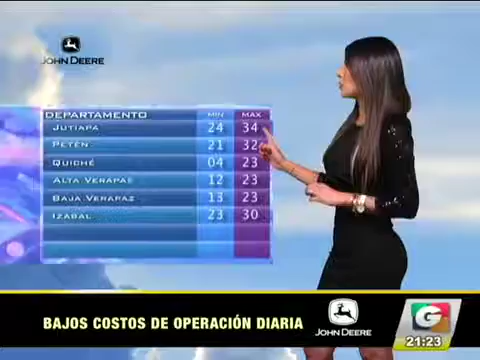 JOHN DEERE
DEPARTAMENTO MIN MAX
JUTIAPA 24 34
PETÉN 21 32
QUICHÉ 04 23
ALTA VERAPAZ 12 23
BAJA VERAPAZ 13 23
IZABAL 23 30
BAJOS COSTOS DE OPERACIÓN DIARIA
JOHN DEERE
G
21:23